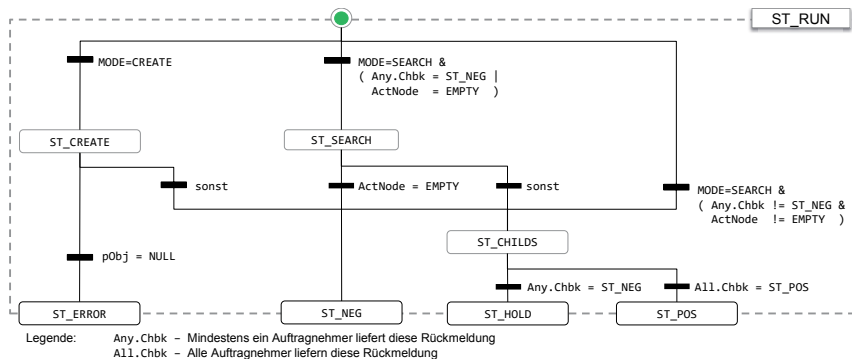 ST_RUN
MODE=CREATE
MODE=SEARCH &
( Any.Chbk = ST_NEG |
ActNode = EMPTY )
ST_CREATE
ST_SEARCH
sonst
ActNode = EMPTY
sonst
MODE=SEARCH &
( Any.Chbk != ST_NEG &
ActNode != EMPTY )
ST_CHILDS
pObj = NULL
Any.Chbk = ST_NEG
All.Chbk = ST_POS
ST_ERROR
ST_NEG
ST_HOLD
ST_POS
Legende: Any.Chbk – Mindestens ein Auftragnehmer liefert diese Rückmeldung
All.Chbk – Alle Auftragnehmer liefern diese Rückmeldung